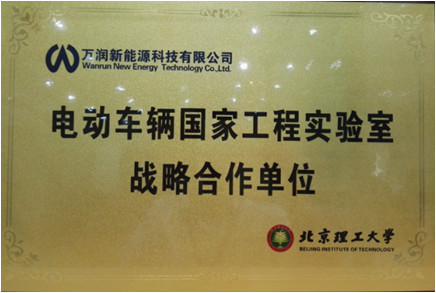 万润新能源科技有限公司
Wanrun New Energy Technology Co.,Ltd.
电动车辆国家工程实验室
战略合作单位
北京理工大学
BEIJING INSTITUTE OF TECHNOLOGY